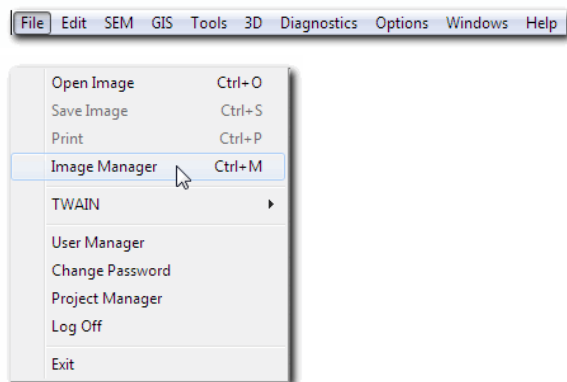 File Edit SEM GIS Tools 3D Diagnostics Options Windows Help
Open Image Ctrl+O
Save Image Ctrl+S
Print Ctrl+P
Image Manager Ctrl+M
TWAIN
User Manager
Change Password
Project Manager
Log Off
Exit